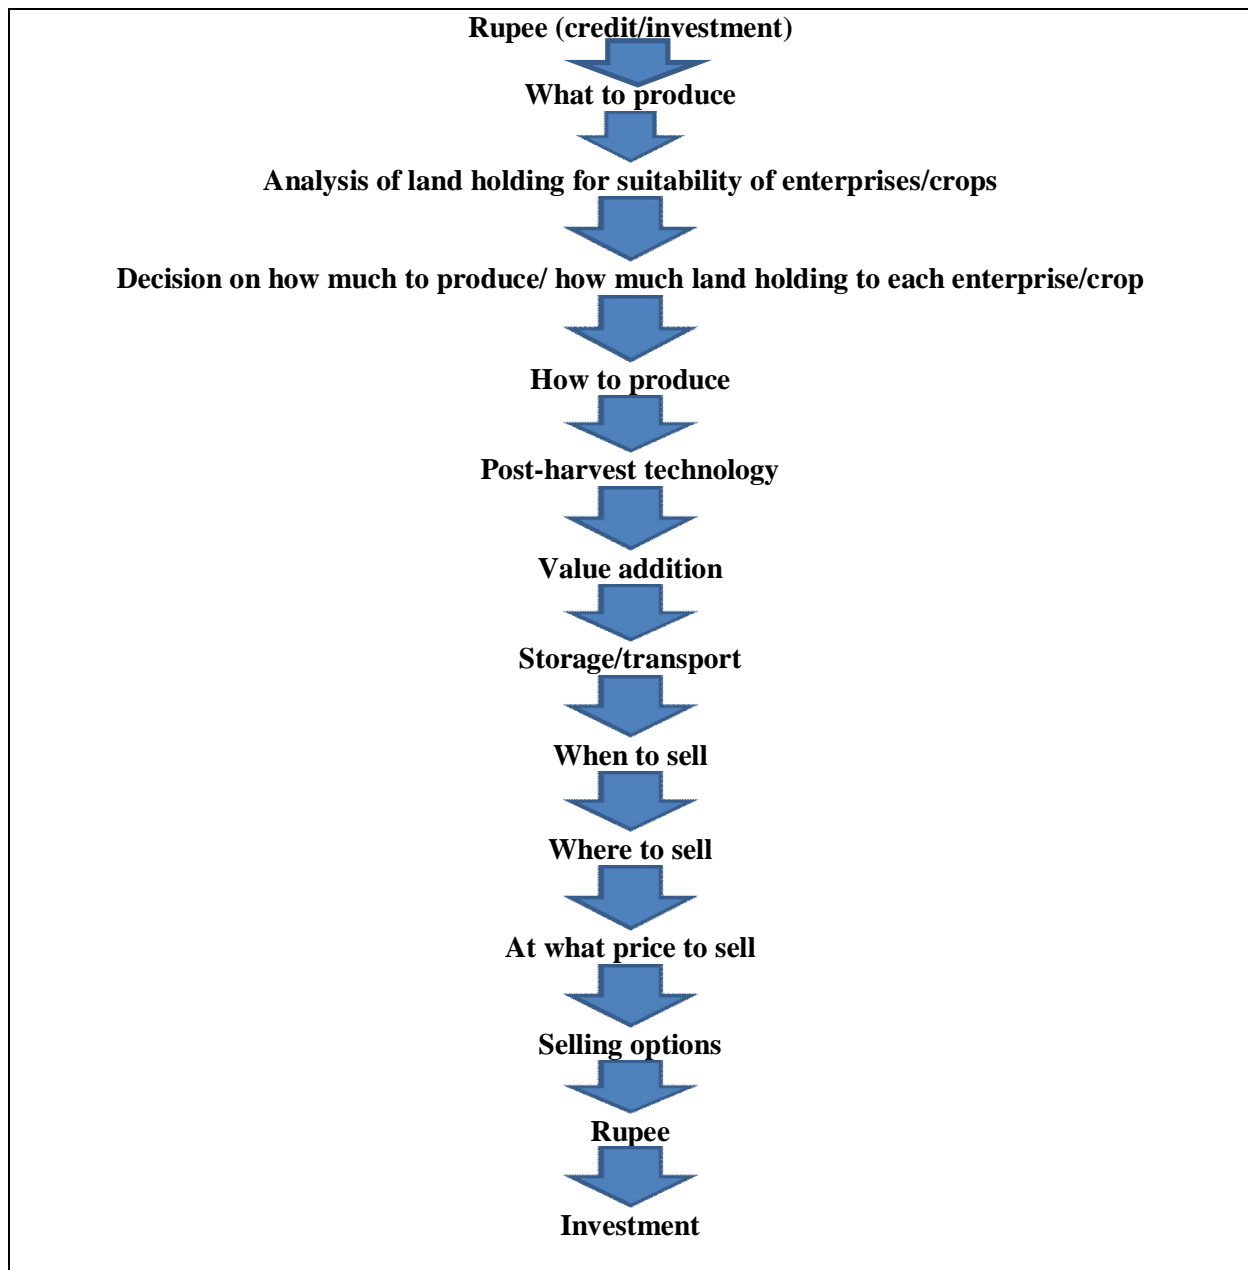 Rupee (credit/investment)
What to produce
Analysis of land holding for suitability of enterprises/crops
Decision on how much to produce/ how much land holding to each enterprise/crop
How to produce
Post-harvest technology
Value addition
Storage/transport
When to sell
Where to sell
At what price to sell
Selling options
Rupee
Investment